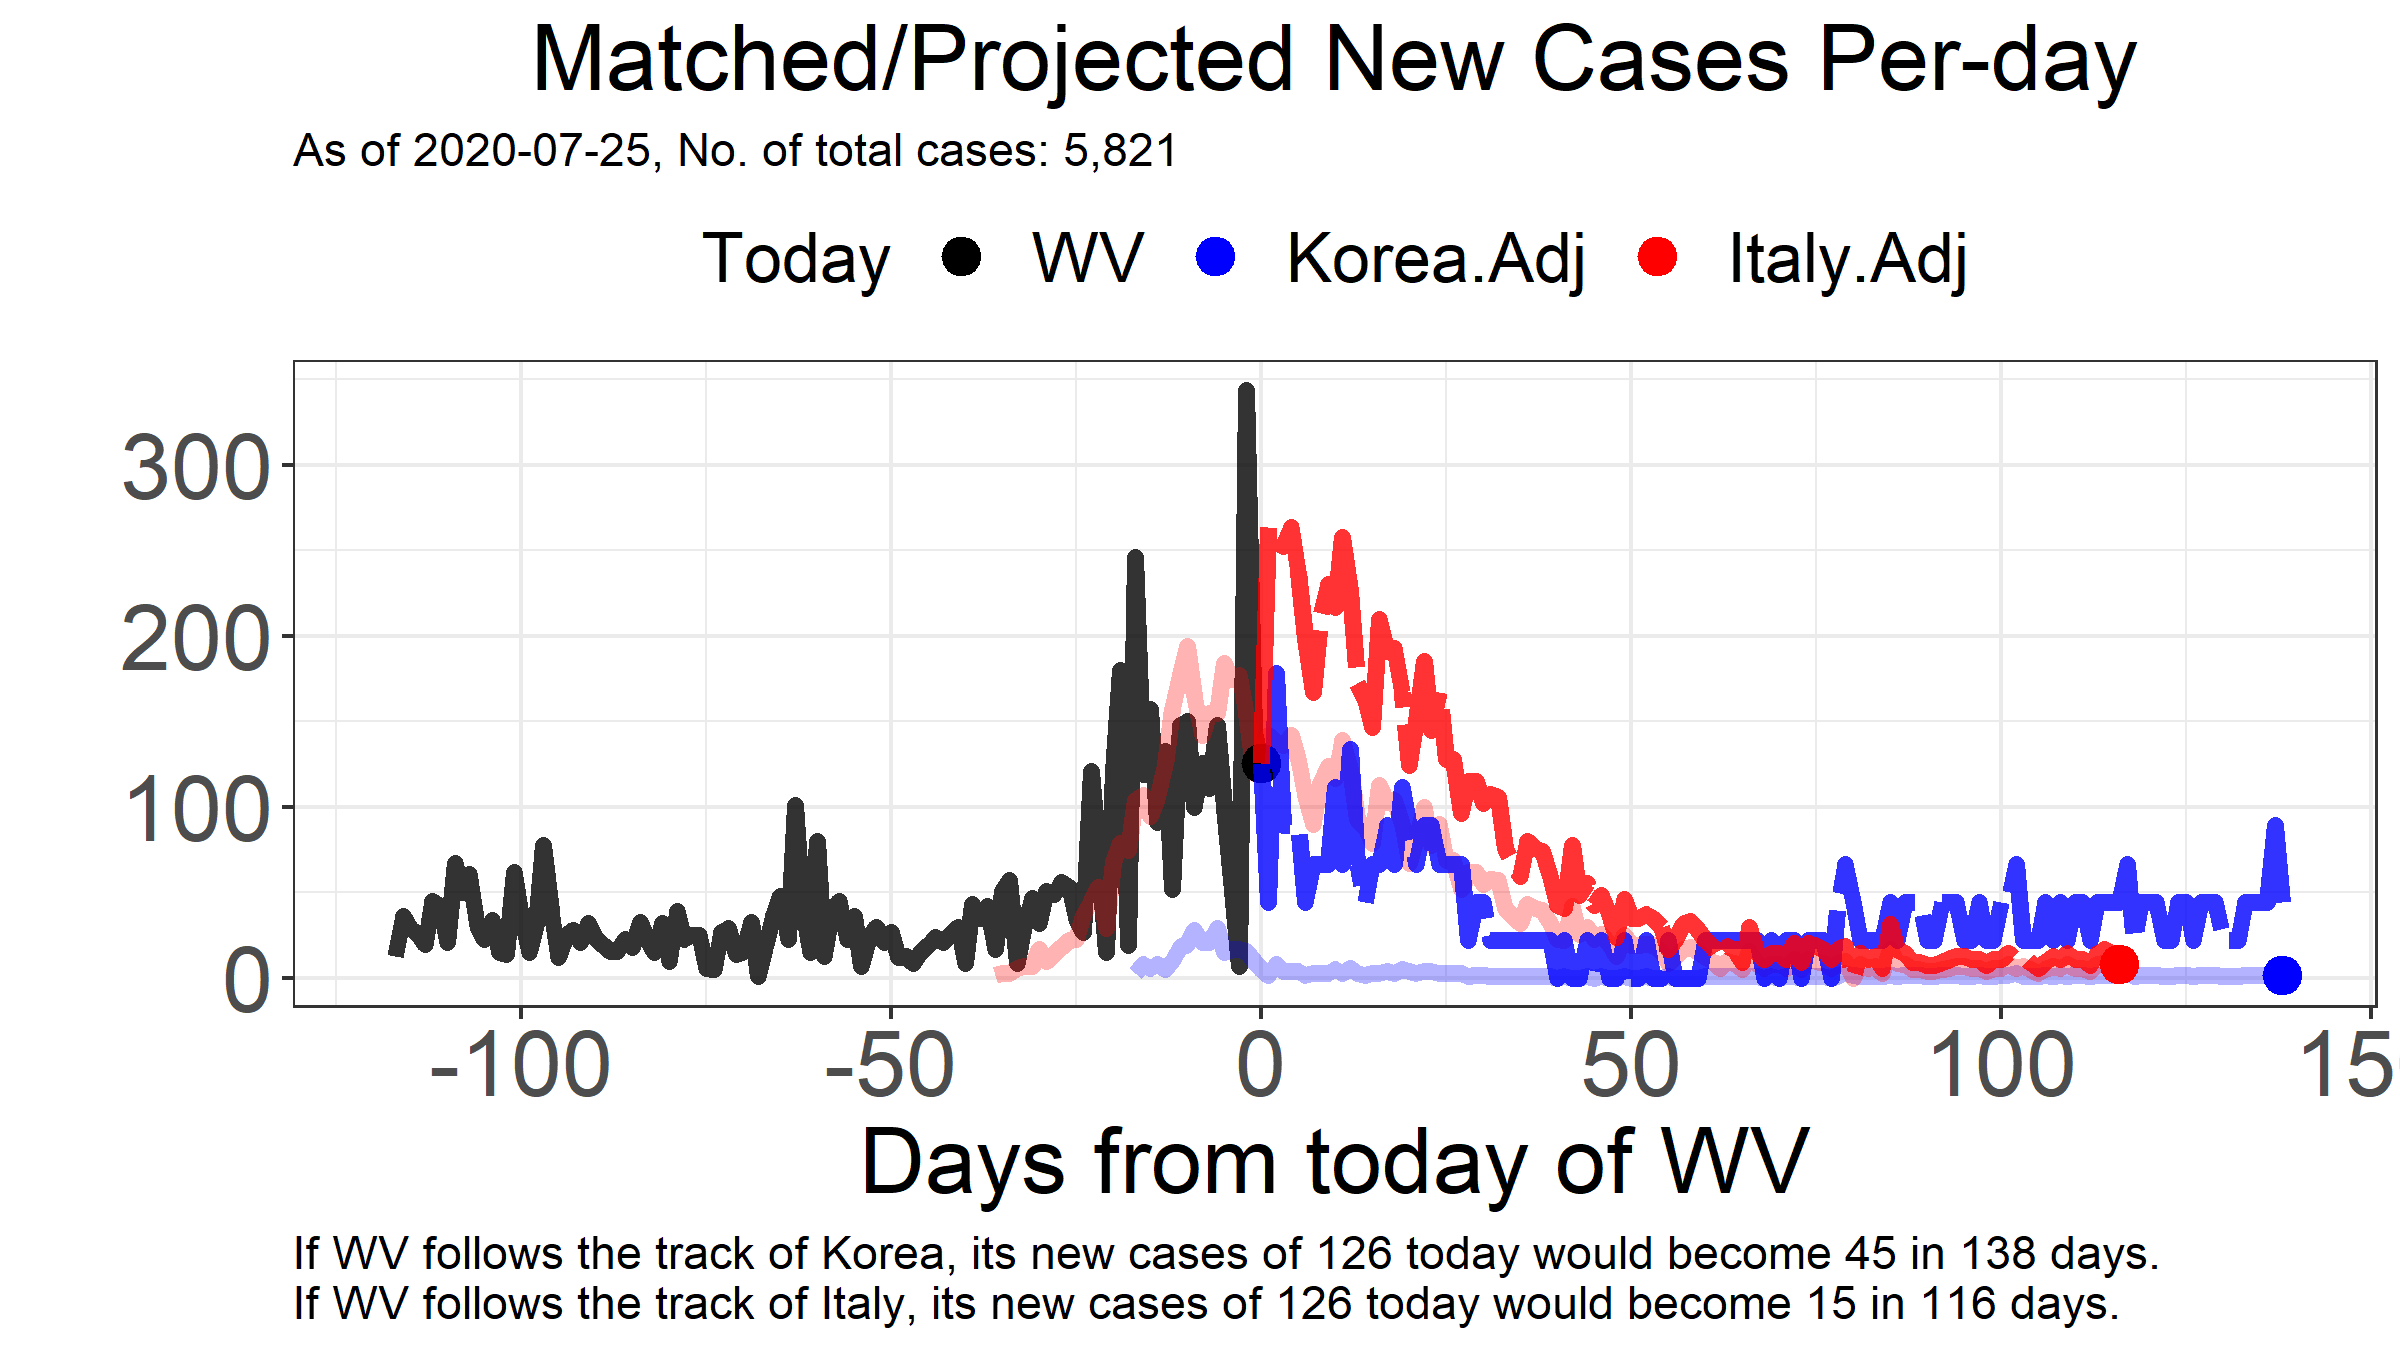 Matched/Projected New Cases Per-day
As of 2020-07-25, No. of total cases: 5,821
Today WV Korea.Adj Italy.Adj
300
200
100
0
-100 -50 0 50 100 15
Days from today of WV
If WV follows the track of Korea, its new cases of 126 today would become 45 in 138 days.
If WV follows the track of Italy, its new cases of 126 today would become 15 in 116 days.